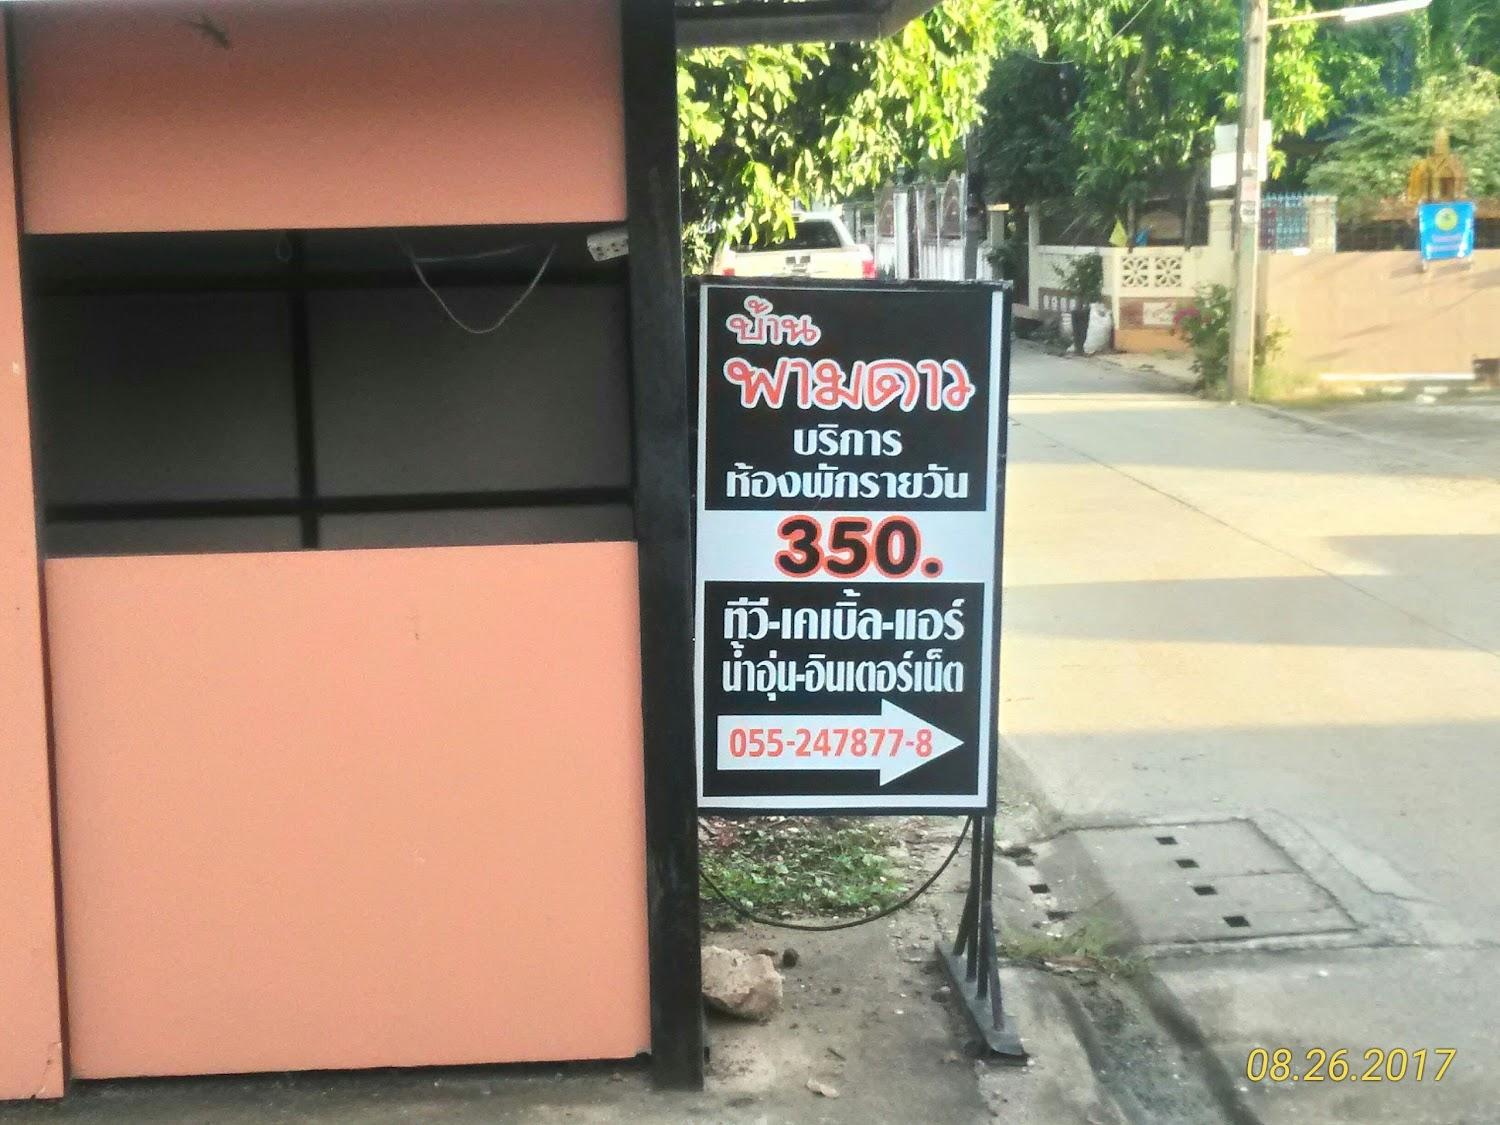 บ้าน
พามดาว
บริการ
ห้องพักรายวัน
350.
ทีวี-เคเบิ้ล-แอร์
น้ำอุ่น-อินเตอร์เน็ต
055-247877-8
08.26.2017